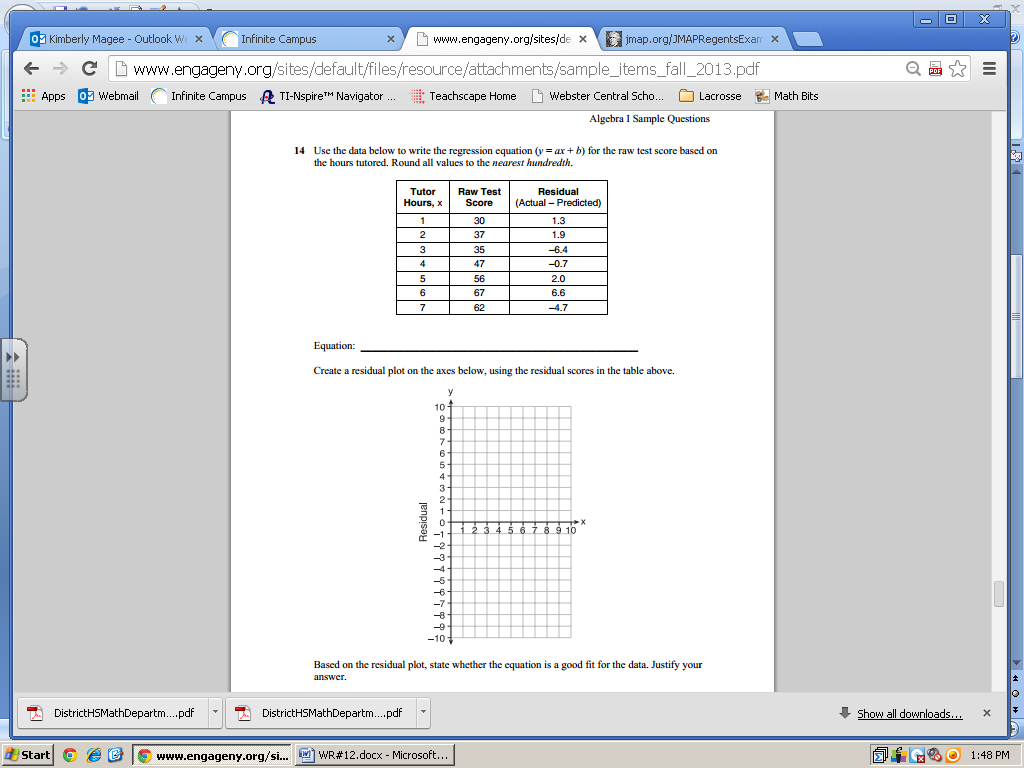 Kimberly Magee - Outlook W
Infinite Campus
www.engageny.org/sites/de
jmap.org/JMAPRegentsExam
www.engageny.org/sites/default/files/resource/attachments/sample_items_fall_2013.pdf
Apps Webmail Infinite Campus TI-Nspire™ Navigator ... Teachscape Home Webster Central Scho... Lacrosse Math Bits
Algebra I Sample Questions
14 Use the data below to write the regression equation (y = ax + b) for the raw test score based on
the hours tutored. Round all values to the nearest hundredth.
Tutor Hours, x Raw Test Score Residual (Actual – Predicted)
1 30 1.3
2 37 1.9
3 35 –6.4
4 47 –0.7
5 56 2.0
6 67 6.6
7 62 –4.7
Equation:
Create a residual plot on the axes below, using the residual scores in the table above.
y
10
9
8
7
6
5
4
3
2
1
0
x
1 2 3 4 5 6 7 8 9 10
Residual
–1
–2
–3
–4
–5
–6
–7
–8
–9
–10
Based on the residual plot, state whether the equation is a good fit for the data. Justify your
answer.
DistrictHSMathDepartm....pdf DistrictHSMathDepartm....pdf Show all downloads...
Start www.engageny.org/si... WR#12.docx - Microsoft... 1:48 PM